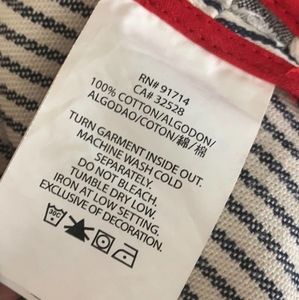 RN# 91714
CA# 32528
100% COTTON/ALGODON/
ALGODAO/COTON/綿/棉
TURN GARMENT INSIDE OUT.
MACHINE WASH COLD
SEPARATELY.
DO NOT BLEACH.
TUMBLE DRY LOW.
IRON AT LOW SETTING,
EXCLUSIVE OF DECORATION.